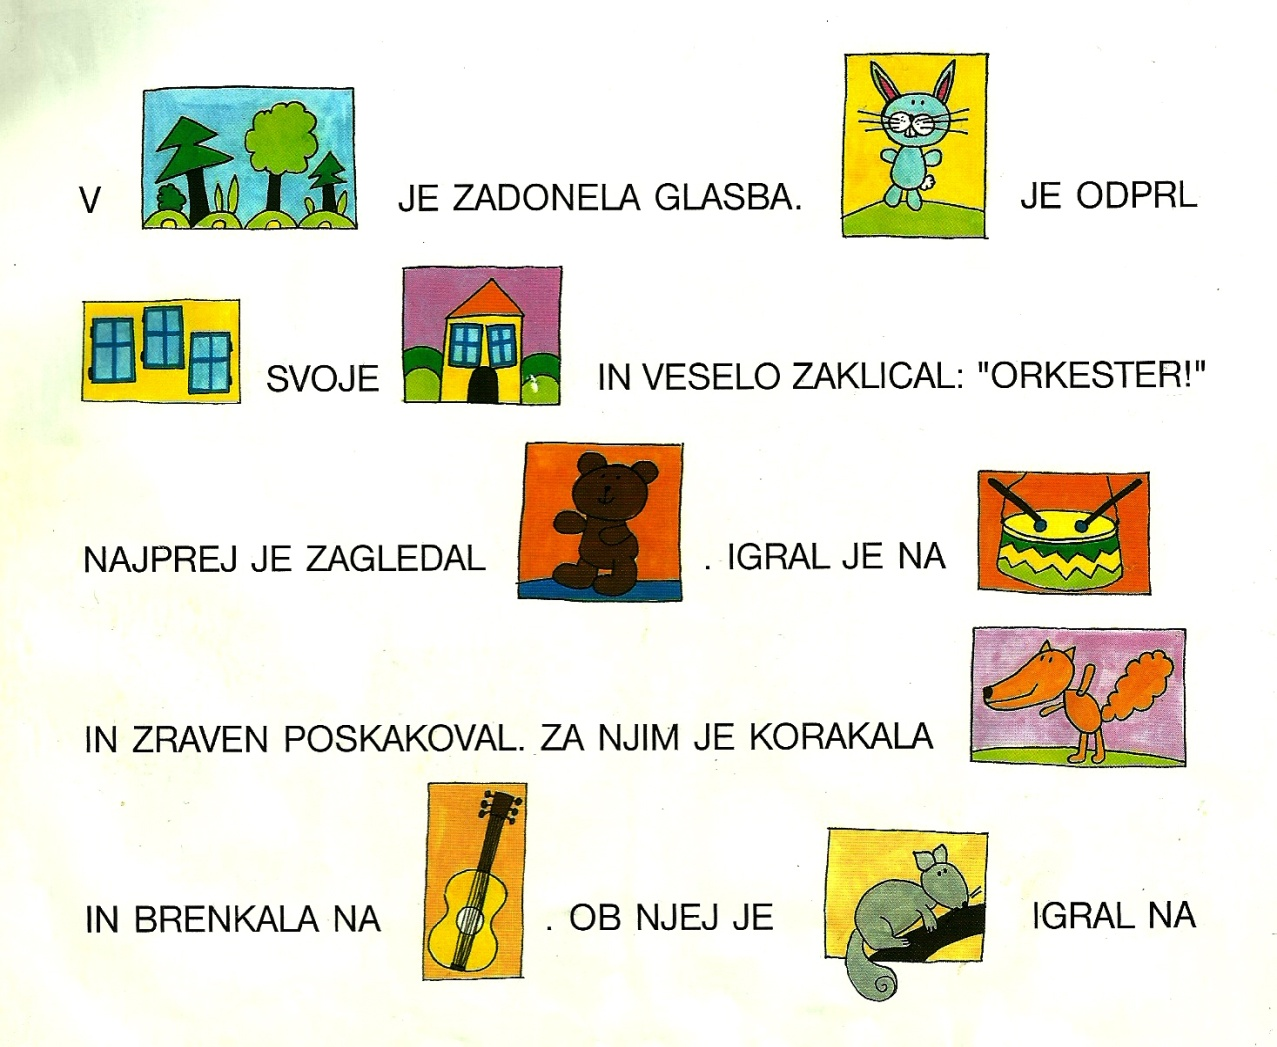 V JE ZADONELA GLASBA. JE ODPRL
SVOJE IN VESELO ZAKLICAL: "ORKESTER!"
NAJPREJ JE ZAGLEDAL . IGRAL JE NA
IN ZRAVEN POSKAKOVAL. ZA NJIM JE KORAKALA
IN BRENKALA NA . OB NJEJ JE IGRAL NA